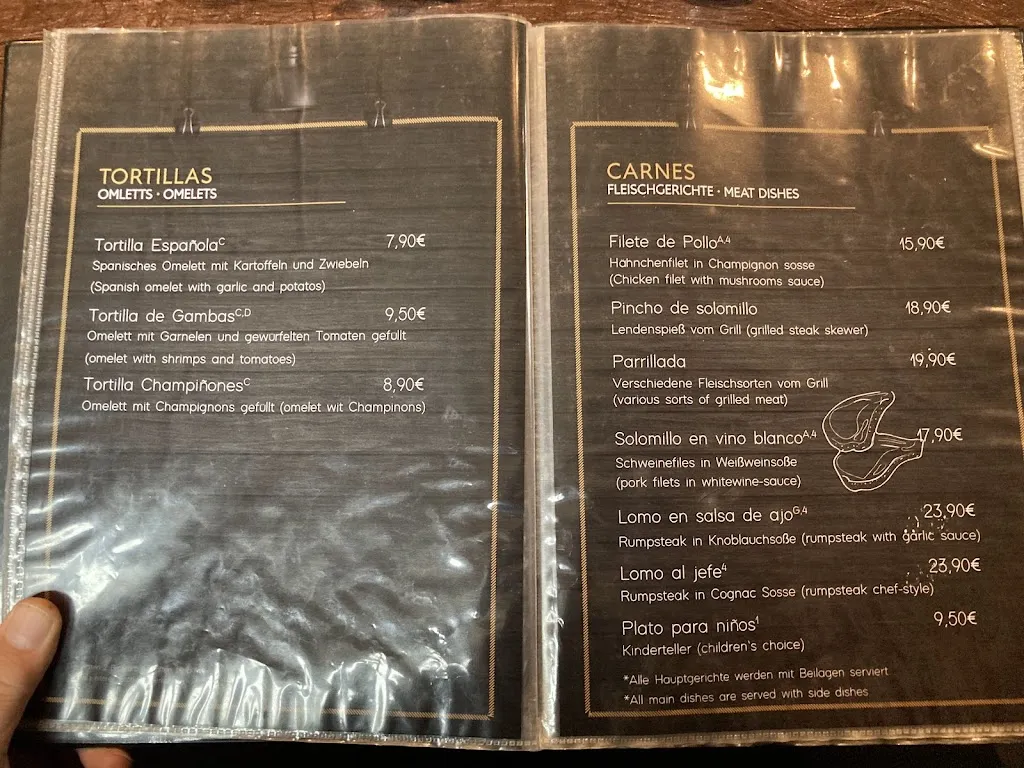 TORTILLAS
OMLETTS · OMELETS
Tortilla Española^C 7,90€
Spanisches Omelett mit Kartoffeln und Zwiebeln
(Spanish omelet with garlic and potatos)
Tortilla de Gambas^C,D 9,50€
Omelett mit Garnelen und gewürfelten Tomaten gefüllt
(omelet with shrimps and tomatoes)
Tortilla Champiñones^C 8,90€
Omelett mit Champignons gefüllt (omelet wit Champinons)
CARNES
FLEISCHGERICHTE · MEAT DISHES
Filete de Pollo^A,4 15,90€
Hähnchenfilet in Champignon sosse
(Chicken filet with mushrooms sauce)
Pincho de solomillo 18,90€
Lendenspieß vom Grill (grilled steak skewer)
Parrillada 19,90€
Verschiedene Fleischsorten vom Grill
(various sorts of grilled meat)
Solomillo en vino blanco^A,4 17,90€
Schweinefiles in Weißweinsoße
(pork filets in whitewine-sauce)
Lomo en salsa de ajo^G,4 23,90€
Rumpsteak in Knoblauchsoße (rumpsteak with garlic sauce)
Lomo al jefe^4 23,90€
Rumpsteak in Cognac Sosse (rumpsteak chef-style)
Plato para niños^1 9,50€
Kinderteller (children's choice)
*Alle Hauptgerichte werden mit Beilagen serviert
*All main dishes are served with side dishes